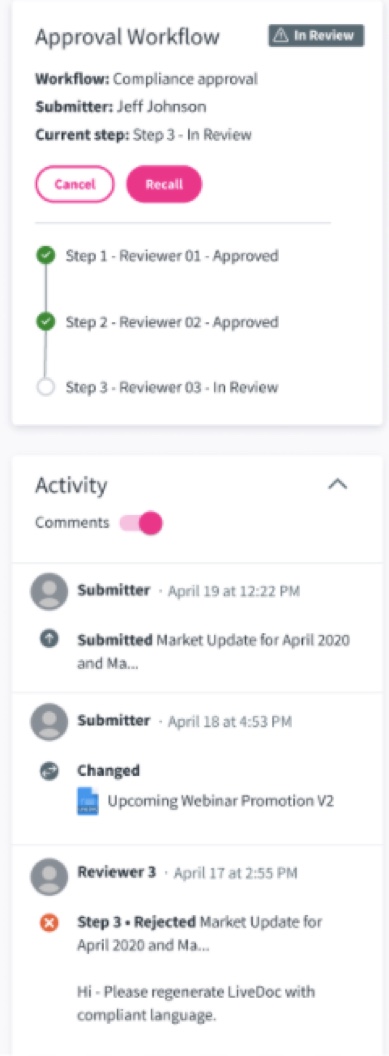 Approval Workflow
In Review
Workflow: Compliance approval
Submitter: Jeff Johnson
Current step: Step 3 - In Review
Cancel
Recall
Step 1 - Reviewer 01 - Approved
Step 2 - Reviewer 02 - Approved
Step 3 - Reviewer 03 - In Review
Activity
Comments
Submitter · April 19 at 12:22 PM
Submitted Market Update for April 2020
and Ma...
Submitter · April 18 at 4:53 PM
Changed
Upcoming Webinar Promotion V2
Reviewer 3 · April 17 at 2:55 PM
Step 3 • Rejected Market Update for
April 2020 and Ma...
Hi - Please regenerate LiveDoc with
compliant language.